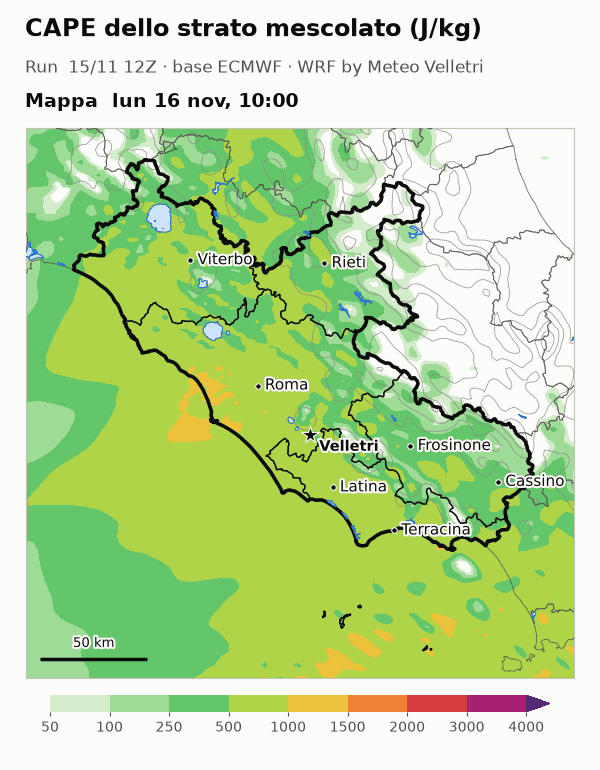 CAPE dello strato mescolato (J/kg)
Run 15/11 12Z · base ECMWF · WRF by Meteo Velletri
Mappa lun 16 nov, 10:00
Viterbo
Rieti
Roma
Velletri
Frosinone
Cassino
Latina
Terracina
50 km
50 100 250 500 1000 1500 2000 3000 4000